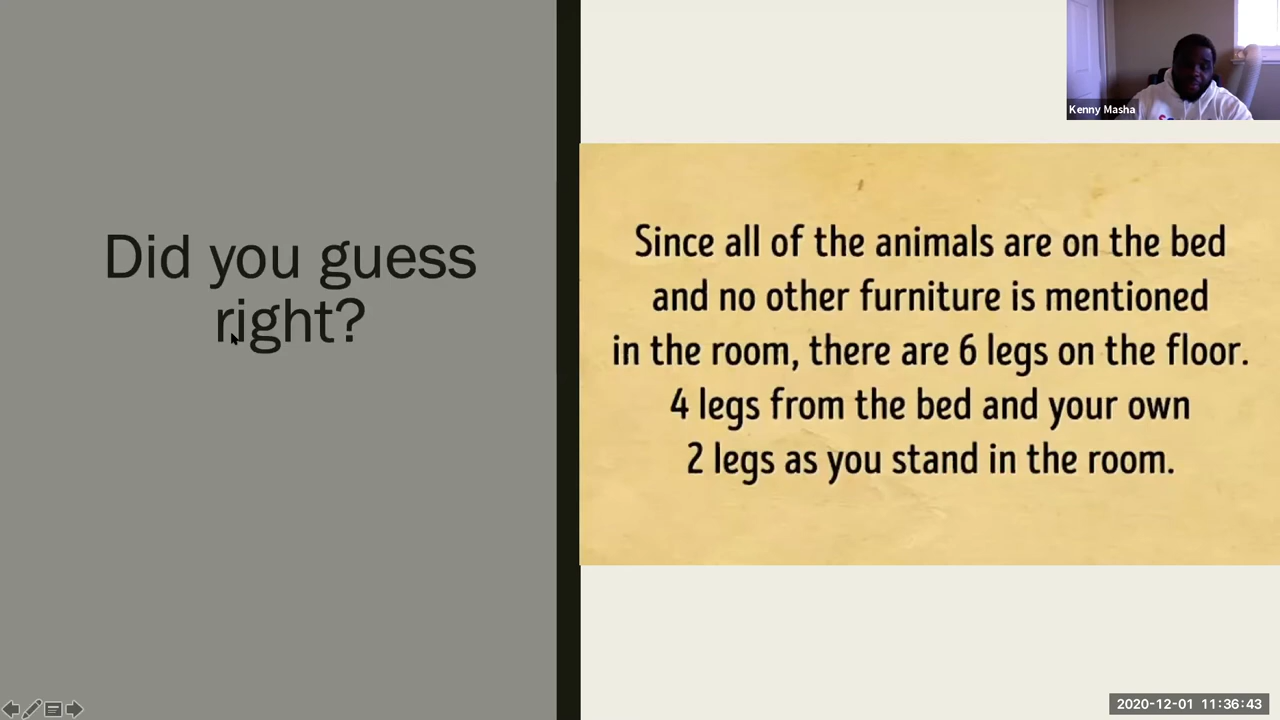 Did you guess
right?
Kenny Masha
Since all of the animals are on the bed
and no other furniture is mentioned
in the room, there are 6 legs on the floor.
4 legs from the bed and your own
2 legs as you stand in the room.
2020-12-01 11:36:43